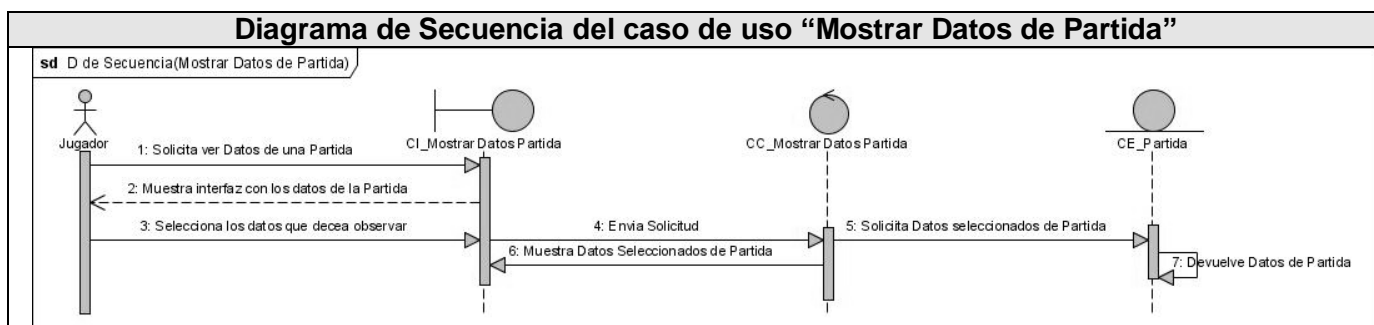 Diagrama de Secuencia del caso de uso “Mostrar Datos de Partida”
sd D de Secuencia(Mostrar Datos de Partida)
Jugador
CI_Mostrar Datos Partida
CC_Mostrar Datos Partida
CE_Partida
1: Solicita ver Datos de una Partida
2: Muestra interfaz con los datos de la Partida
3: Selecciona los datos que decea observar
4: Envia Solicitud
5: Soliciita Datos seleccionados de Partida
6: Muestra Datos Seleccionados de Partida
7: Devuelve Datos de Partida